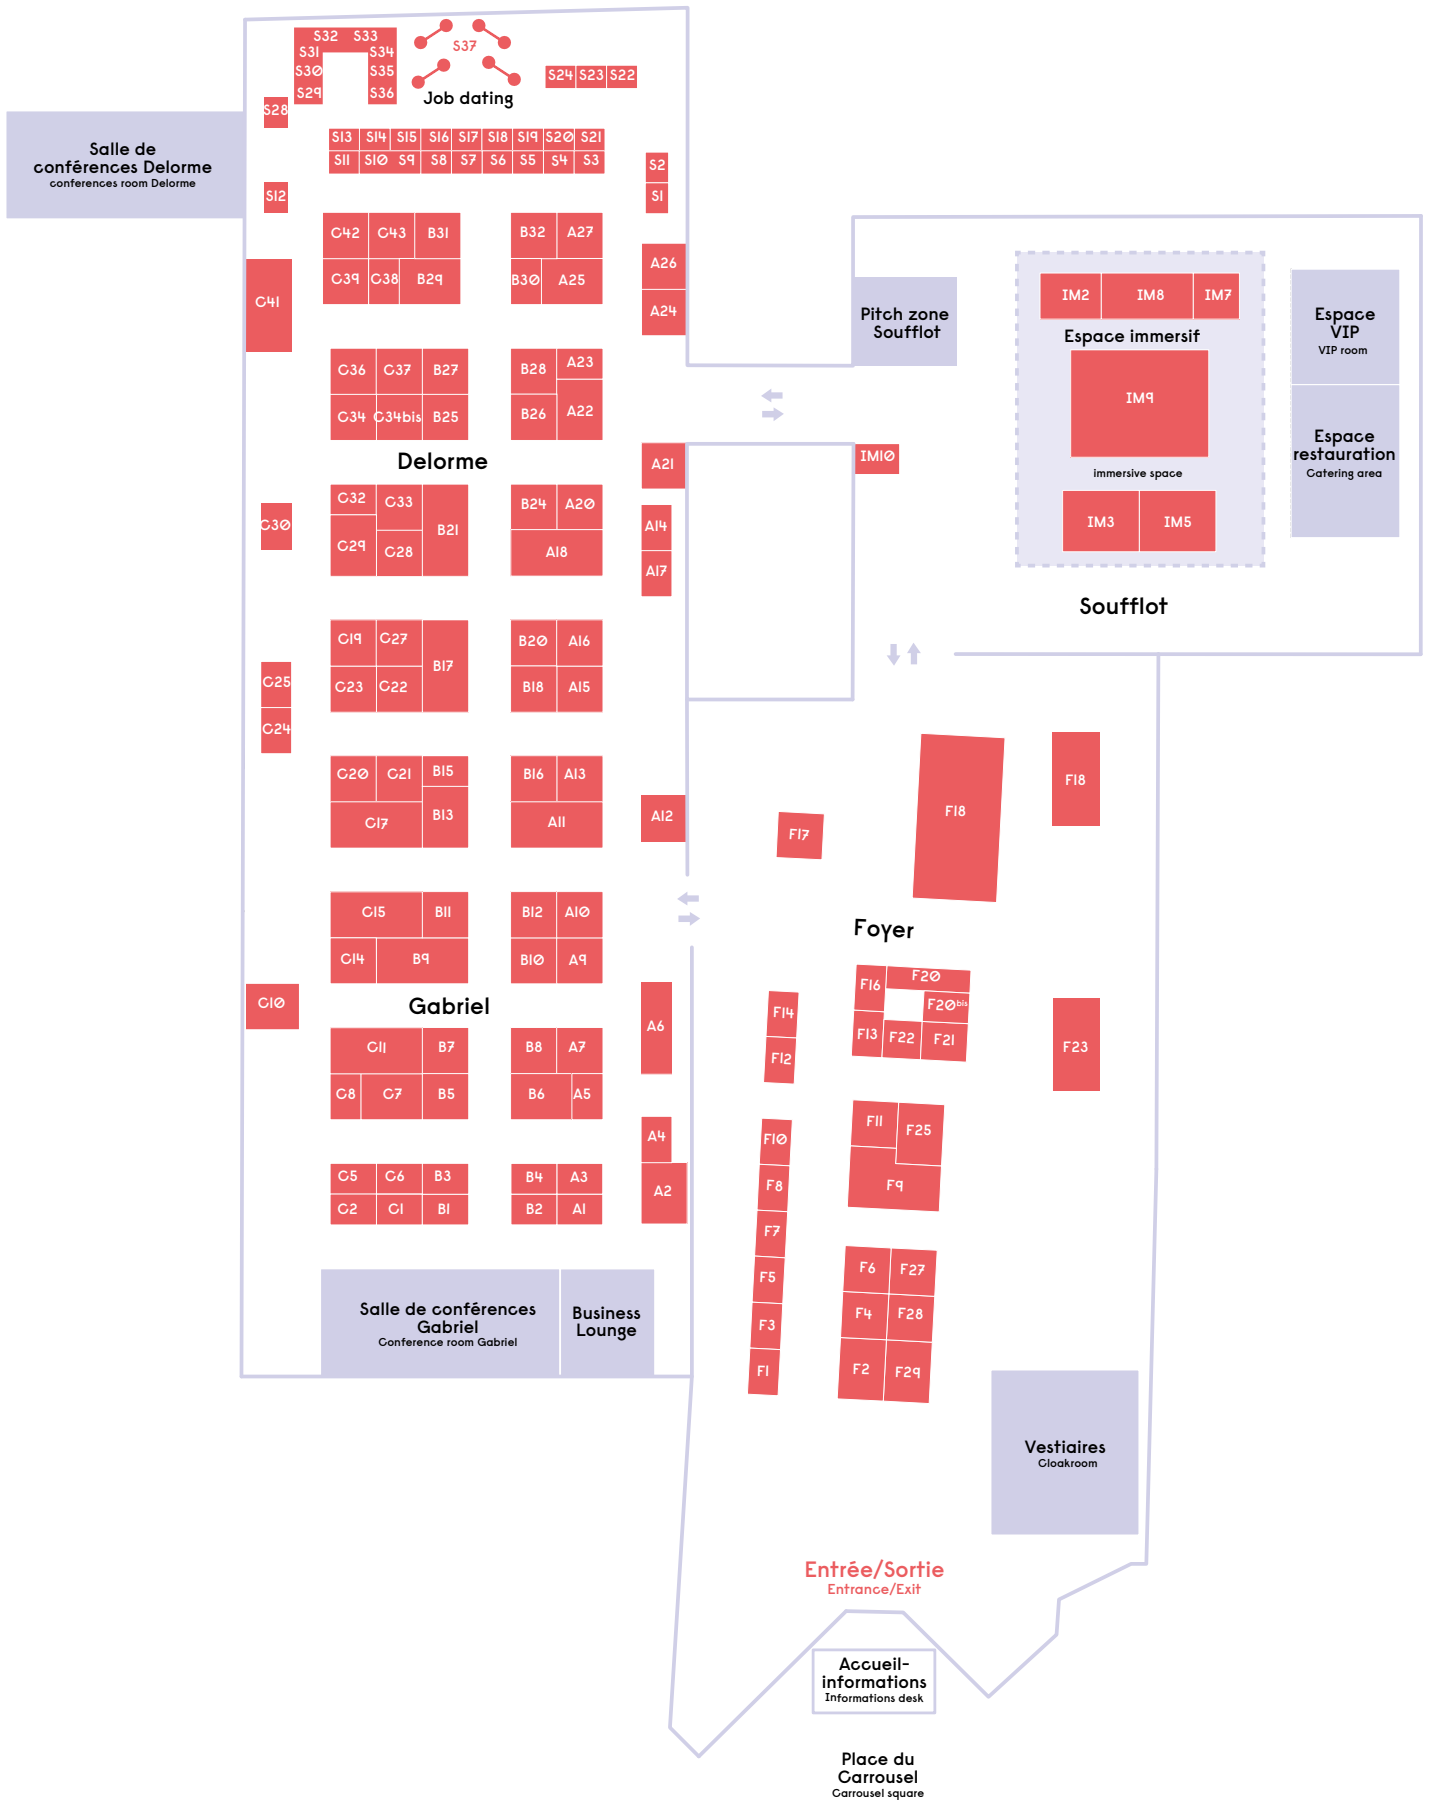 S32 S33
S31 S34
S30 S35
S29 S36
S37
Job dating
S24 S23 S22
S28
S13 S14 S15 S16 S17 S18 S19 S20 S21
S11 S10 S9 S8 S7 S6 S5 S4 S3
S2
S1
S12
Salle de
conférences Delorme
conferences room Delorme
C42 C43 B31
C39 C38 B29
B32 A27
B30 A25
A26
A24
C41
C36 C37 B27
C34 C34bis B25
B28 A23
B26 A22
Delorme
A21
C32 C33 B21
C29 C28
B24 A20
A18
A14
A17
C30
C19 C27 B17
C23 C22
B20 A16
B18 A15
C25
C24
C20 C21 B15
C17 B13
B16 A13
A11
A12
C15 B11
C14 B9
B12 A10
B10 A9
C10
Gabriel
A6
C11 B7
C8 C7 B5
B8 A7
B6 A5
A4
A2
C5 C6 B3
C2 C1 B1
B4 A3
B2 A1
Salle de conférences
Gabriel
Conference room Gabriel
Business
Lounge
Pitch zone
Soufflot
IM2 IM8 IM7
Espace immersif
IM9
immersive space
IM3 IM5
IM10
Espace
VIP
VIP room
Espace
restauration
Catering area
Soufflot
F18
F18
F17
Foyer
F16 F20
F20bis
F13 F22 F21
F14
F12
F23
F11 F25
F9
F10
F8
F7
F5
F3
F1
F6 F27
F4 F28
F2 F29
Vestiaires
Cloakroom
Entrée/Sortie
Entrance/Exit
Accueil-
informations
Informations desk
Place du
Carrousel
Carrousel square